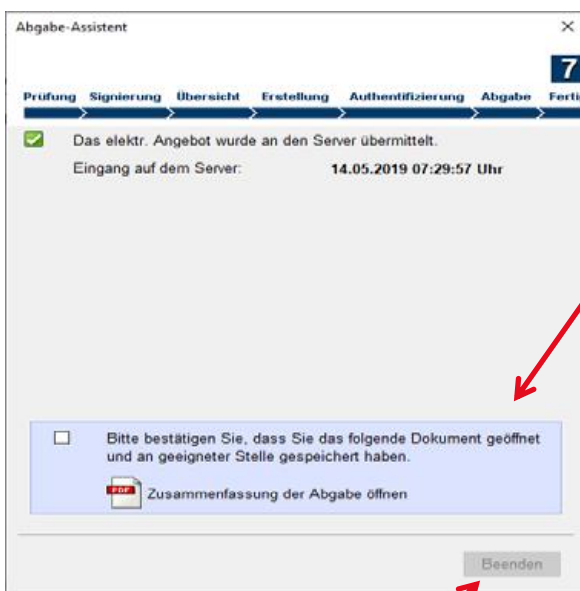 Abgabe-Assistent
7
Prüfung Signierung Übersicht Erstellung Authentifizierung Abgabe Ferti
Das elektr. Angebot wurde an den Server übermittelt.
Eingang auf dem Server: 14.05.2019 07:29:57 Uhr
Bitte bestätigen Sie, dass Sie das folgende Dokument geöffnet
und an geeigneter Stelle gespeichert haben.
PDF Zusammenfassung der Abgabe öffnen
Beenden